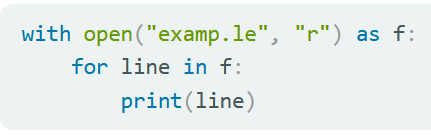 with open("examp.le", "r") as f:
    for line in f:
        print(line)